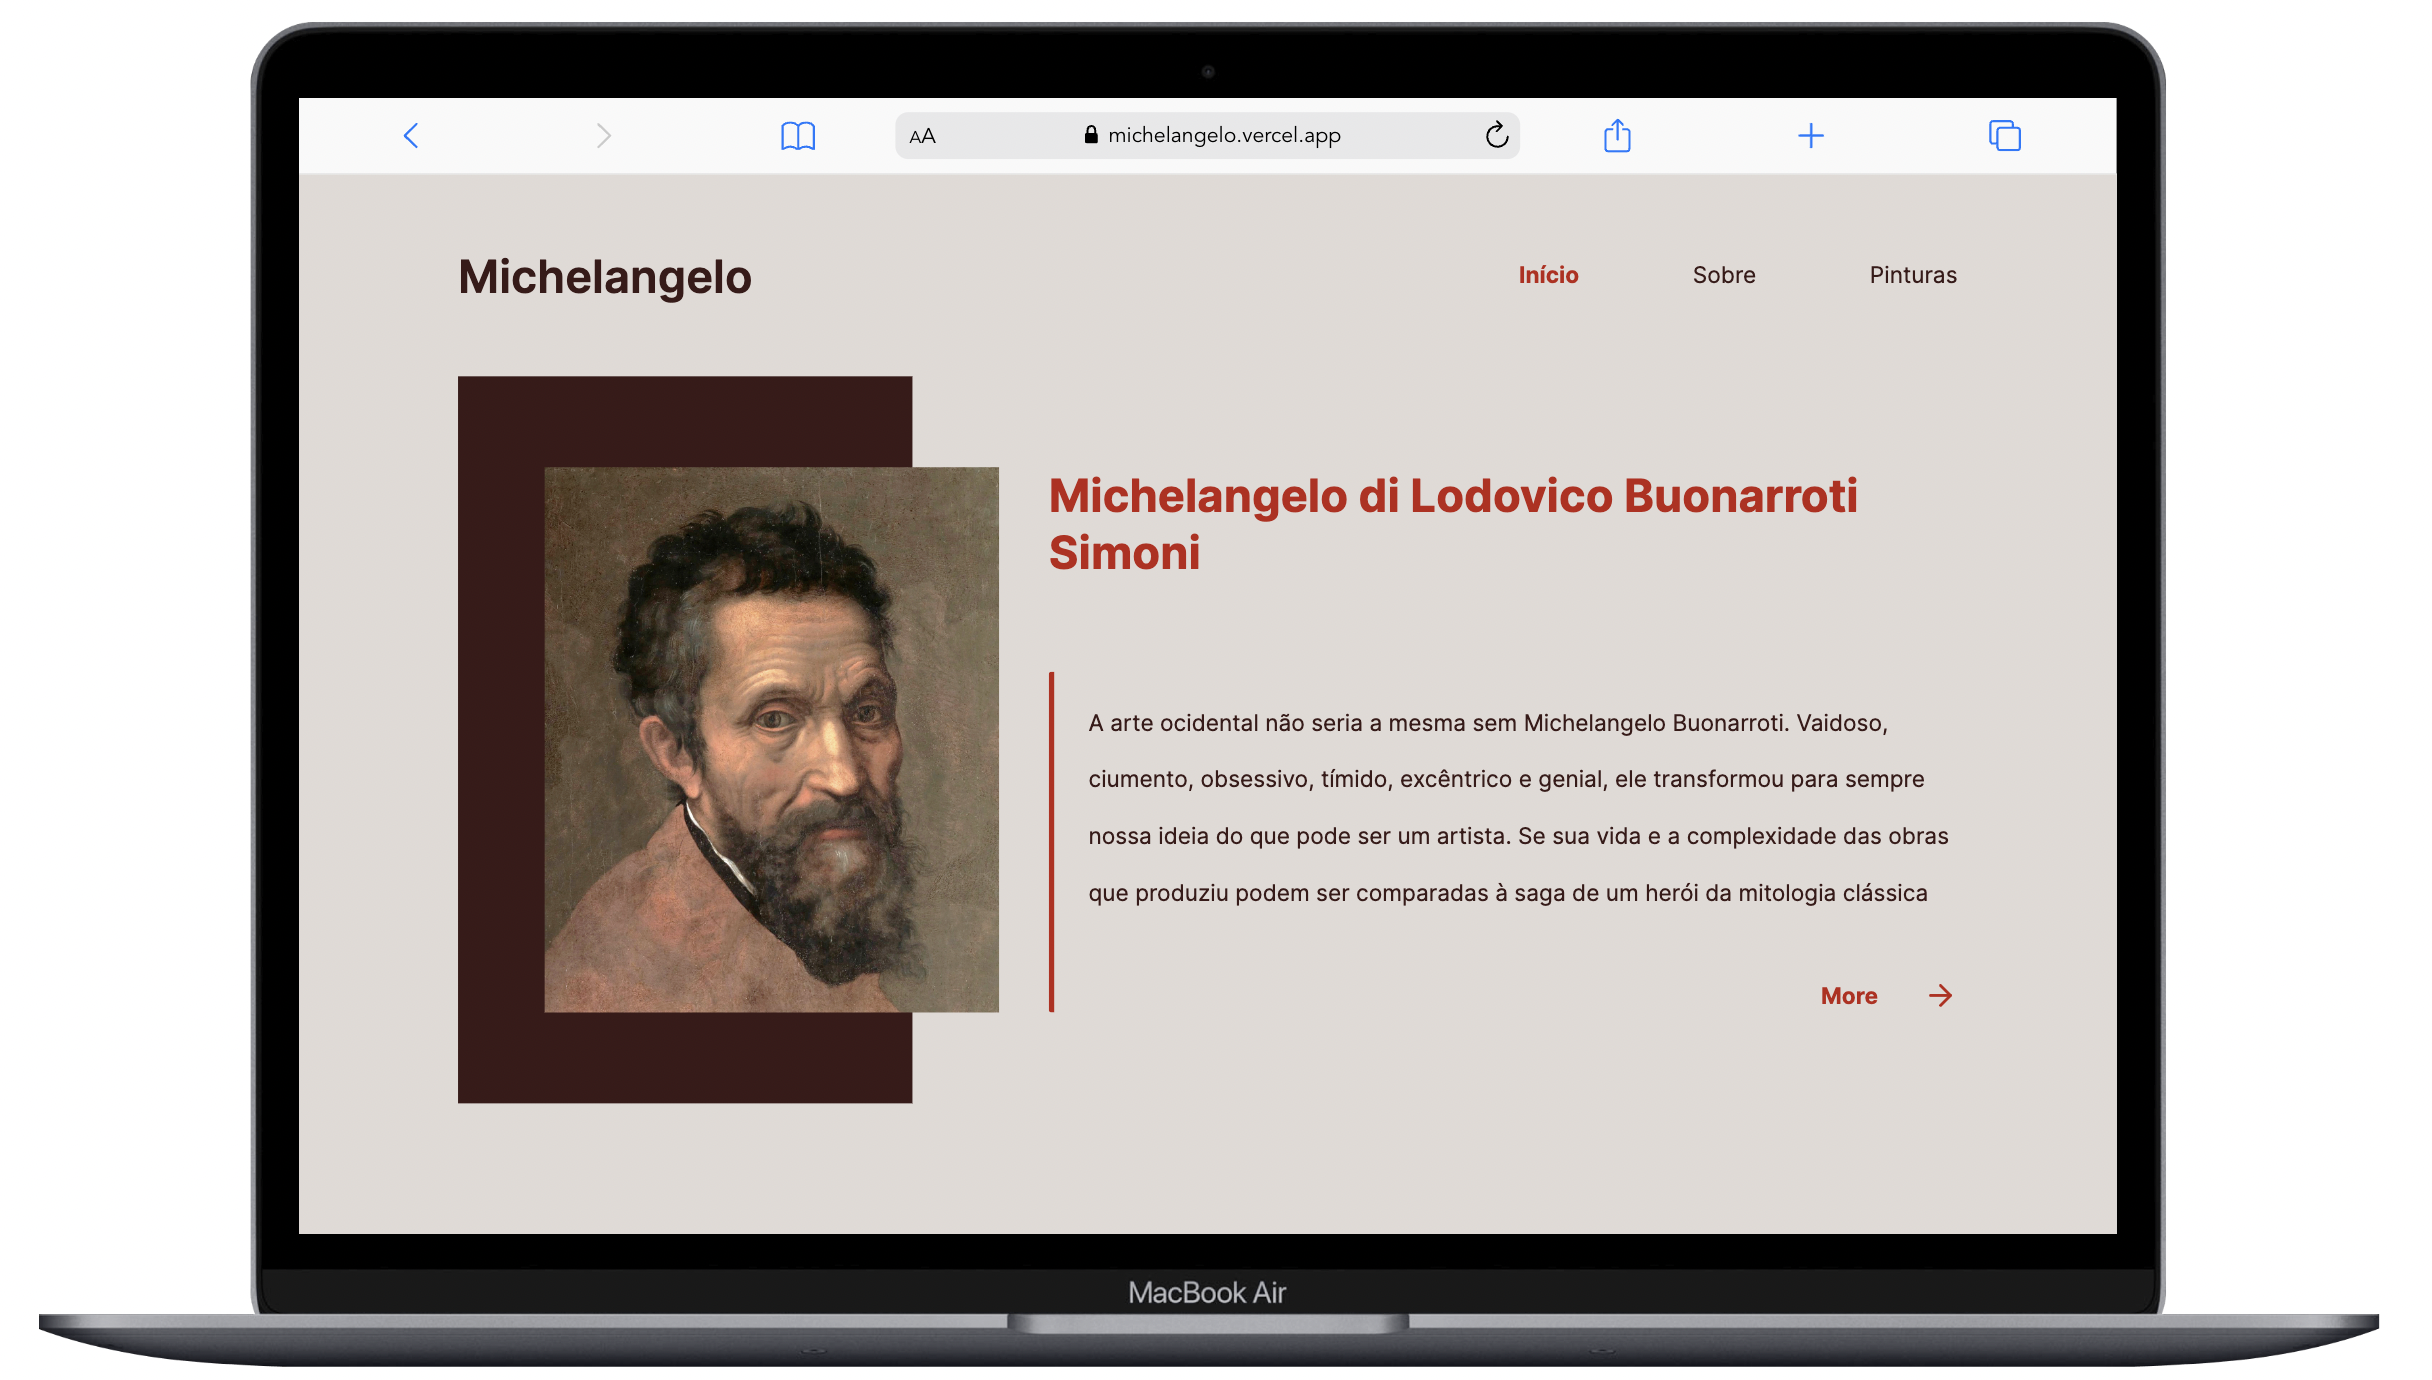 AA
michelangelo.vercel.app
Michelangelo
Início
Sobre
Pinturas
Michelangelo di Lodovico Buonarroti
Simoni
A arte ocidental não seria a mesma sem Michelangelo Buonarroti. Vaidoso,
ciumento, obsessivo, tímido, excêntrico e genial, ele transformou para sempre
nossa ideia do que pode ser um artista. Se sua vida e a complexidade das obras
que produziu podem ser comparadas à saga de um herói da mitologia clássica
More
MacBook Air